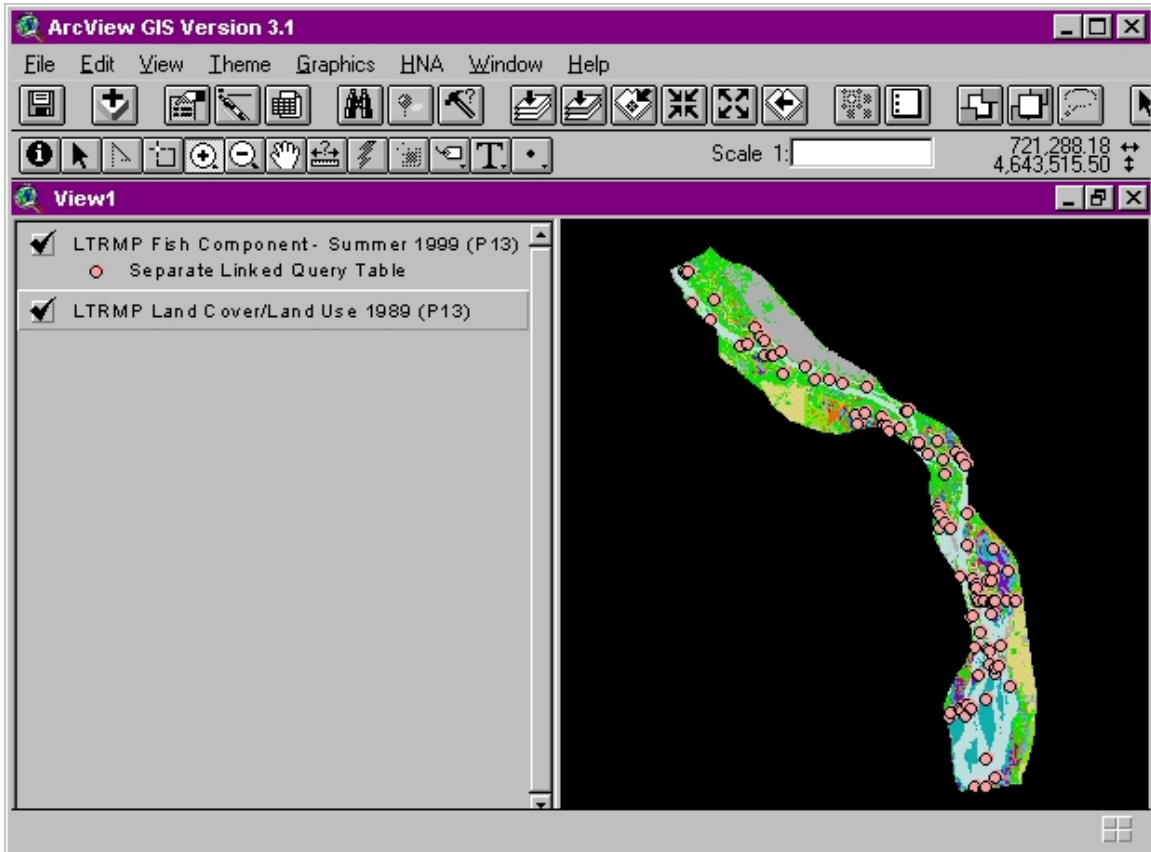 ArcView GIS Version 3.1
File Edit View Theme Graphics HNA Window Help
T
Scale 1:
721,288.18
4,643,515.50
View1
LTRMP Fish Component- Summer 1999 (P13)
Separate Linked Query Table
LTRMP Land Cover/Land Use 1989 (P13)